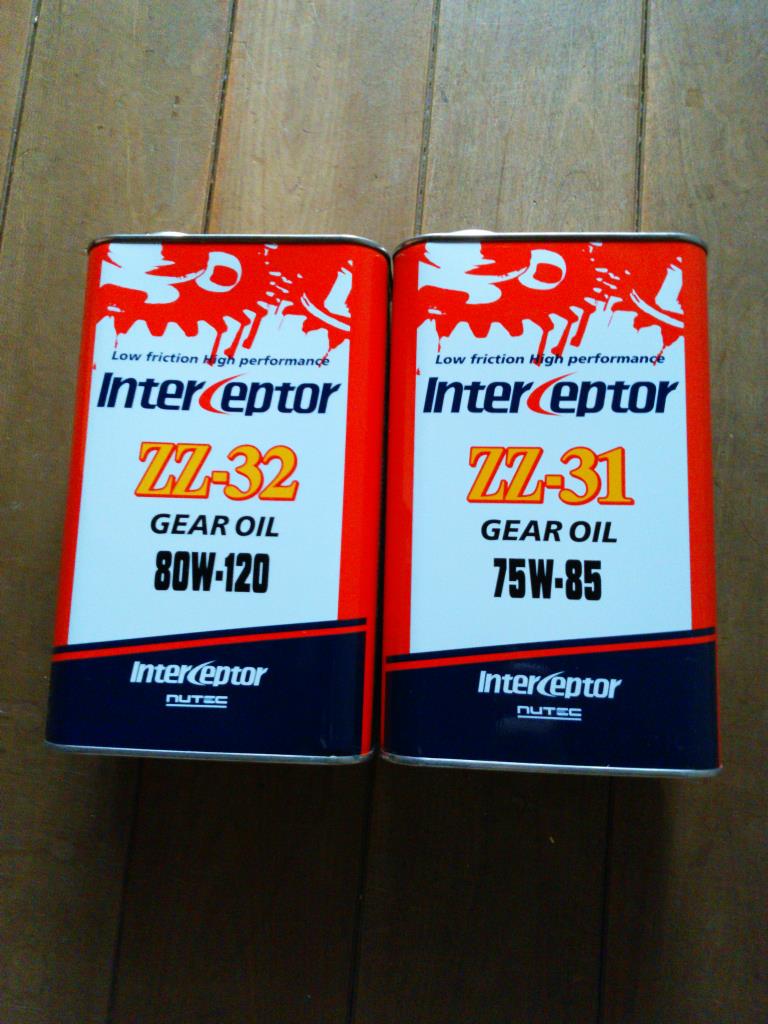 Low friction High performance
Interceptor
ZZ-32
GEAR OIL
80W-120
Interceptor
NUTEC
Low friction High performance
Interceptor
ZZ-31
GEAR OIL
75W-85
Interceptor
NUTEC